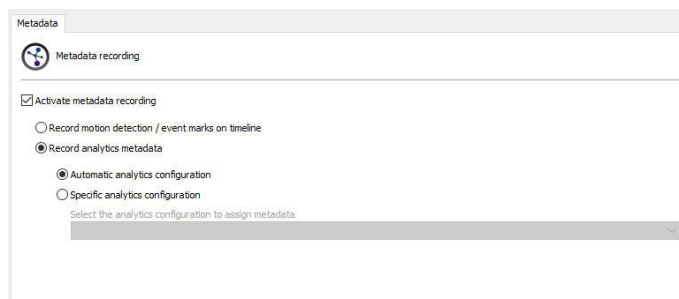 Metadata
Metadata recording
Activate metadata recording
Record motion detection / event marks on timeline
Record analytics metadata
Automatic analytics configuration
Specific analytics configuration
Select the analytics configuration to assign metadata